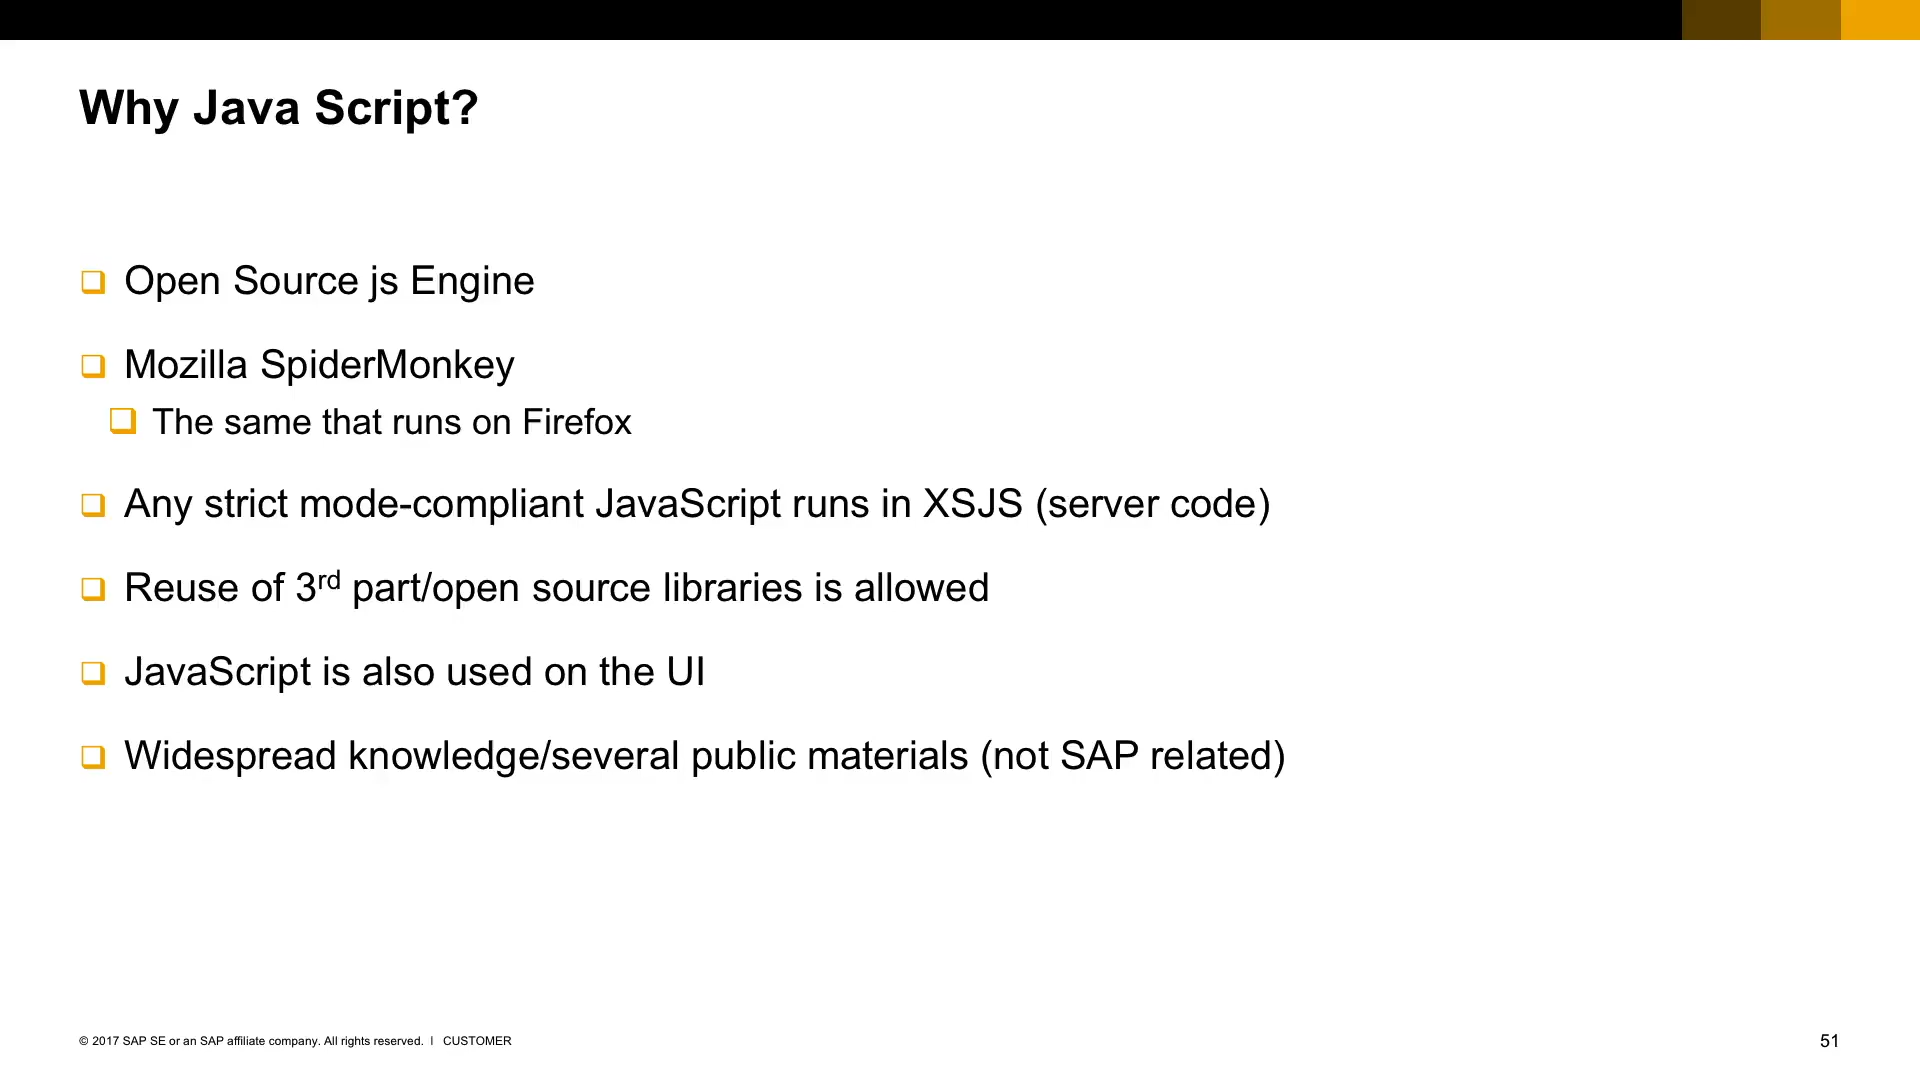 Why Java Script?
Open Source js Engine
Mozilla SpiderMonkey
The same that runs on Firefox
Any strict mode-compliant JavaScript runs in XSJS (server code)
Reuse of 3rd part/open source libraries is allowed
JavaScript is also used on the UI
Widespread knowledge/several public materials (not SAP related)
© 2017 SAP SE or an SAP affiliate company. All rights reserved. | CUSTOMER
51